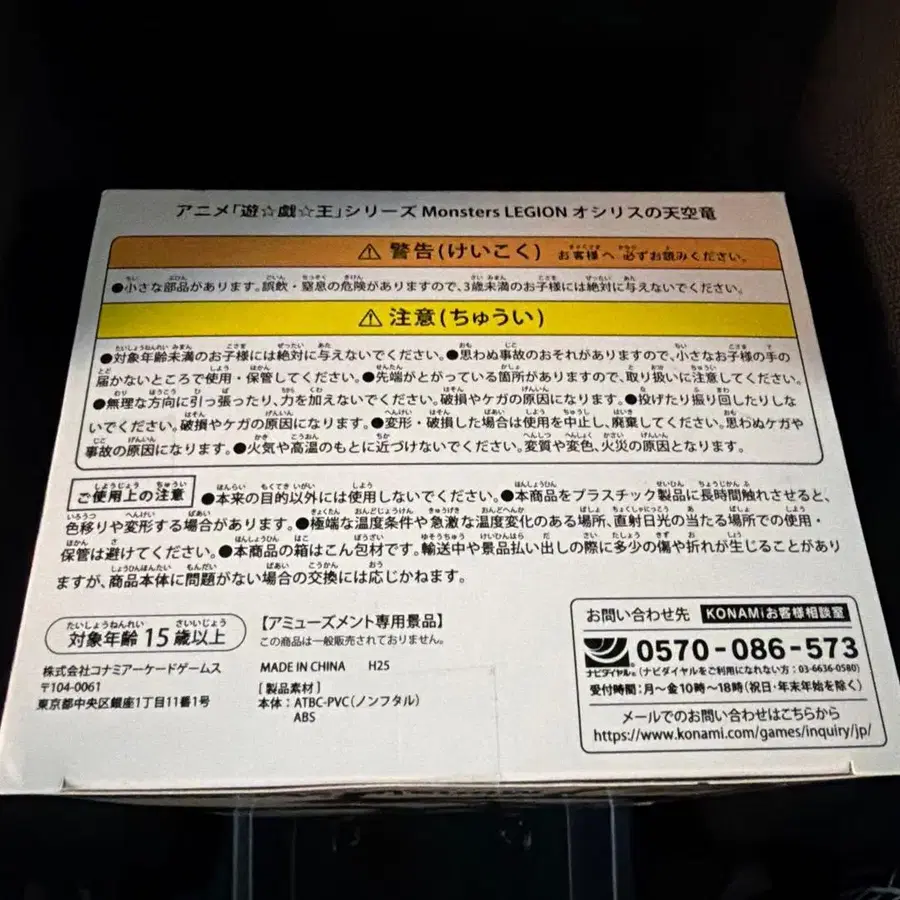 アニメ「遊☆戯☆王」シリーズ Monsters LEGION オシリスの天空竜
⚠ 警告(けいこく) お客様へ 必ずお読みください。
●小さな部品があります。誤飲・窒息の危険がありますので、3歳未満のお子様には絶対に与えないでください。
⚠ 注意(ちゅうい)
●対象年齢未満のお子様には絶対に与えないでください。●思わぬ事故のおそれがありますので、小さなお子様の手の
届かないところで使用・保管してください。●先端がとがっている箇所がありますので、取り扱いに注意してください。
●無理な方向に引っ張ったり、力を加えないでください。破損やケガの原因になります。●投げたり振り回したりしな
いでください。破損やケガの原因になります。●変形・破損した場合は使用を中止し、廃棄してください。思わぬケガや
事故の原因になります。●火気や高温のもとに近づけないでください。変質や変色、火災の原因となります。
ご使用上の注意 ●本来の目的以外には使用しないでください。●本商品をプラスチック製品に長時間触れさせると、
色移りや変形する場合があります。●極端な温度条件や急激な温度変化のある場所、直射日光の当たる場所での使用・
保管は避けてください。●本商品の箱はこん包材です。輸送中や景品払い出しの際に多少の傷や折れが生じることがあり
ますが、商品本体に問題がない場合の交換には応じかねます。
対象年齢 15歳以上
【アミューズメント専用景品】
この商品は一般販売されておりません。
株式会社コナミアーケードゲームス
〒104-0061
東京都中央区銀座1丁目11番1号
MADE IN CHINA H25
[製品素材]
本体:ATBC-PVC(ノンフタル)
ABS
お問い合わせ先 KONAMIお客様相談室
ナビダイヤル® 0570-086-573
(ナビダイヤルをご利用になれない方:03-6636-0580)
受付時間:月~金10時~18時(祝日・年末年始を除く)
メールでのお問い合わせはこちらから
https://www.konami.com/games/inquiry/jp/